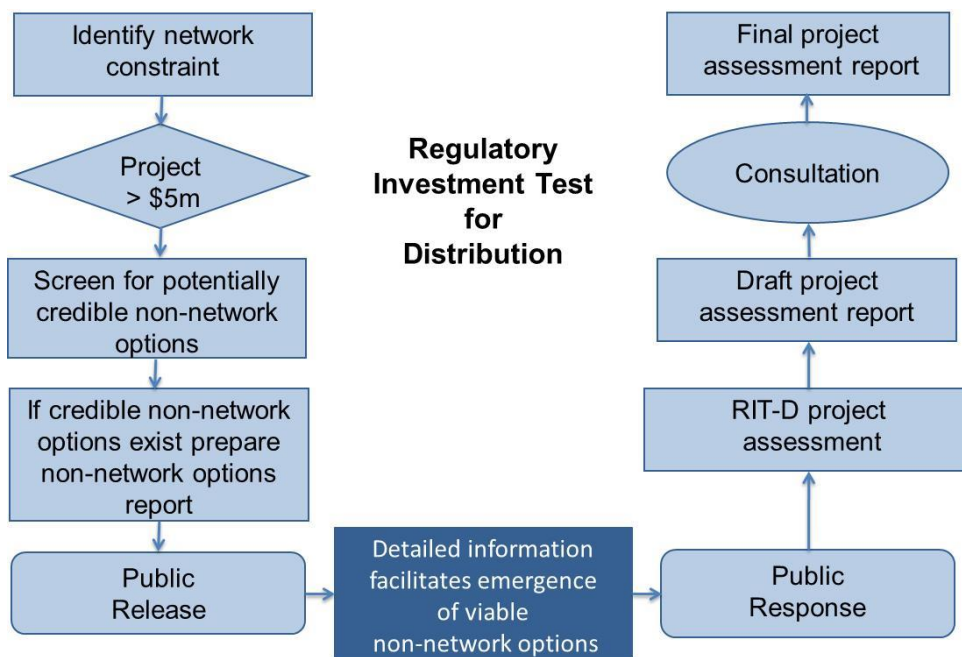 Identify network
constraint
Project
> $5m
Screen for potentially
credible non-network
options
If credible non-network
options exist prepare
non-network options
report
Public
Release
Regulatory
Investment Test
for
Distribution
Detailed information
facilitates emergence
of viable
non-network options
Public
Response
RIT-D project
assessment
Draft project
assessment report
Consultation
Final project
assessment report